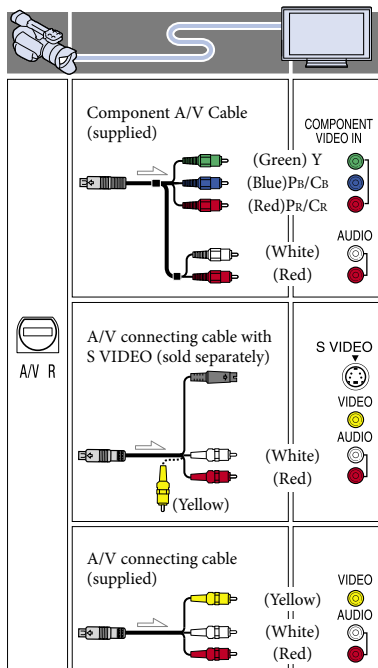 Component A/V Cable
(supplied)
COMPONENT
VIDEO IN
(Green) Y
(Blue)PB/CB
(Red)PR/CR
AUDIO
(White)
(Red)
A/V R
A/V connecting cable with
S VIDEO (sold separately)
S VIDEO
VIDEO
AUDIO
(White)
(Red)
(Yellow)
A/V connecting cable
(supplied)
VIDEO
(Yellow)
AUDIO
(White)
(Red)